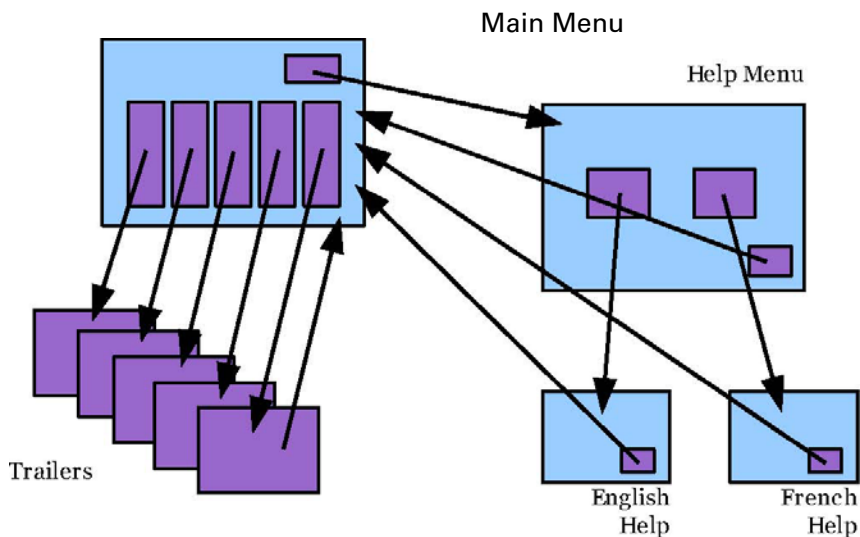 Main Menu
Help Menu
Trailers
English
Help
French
Help